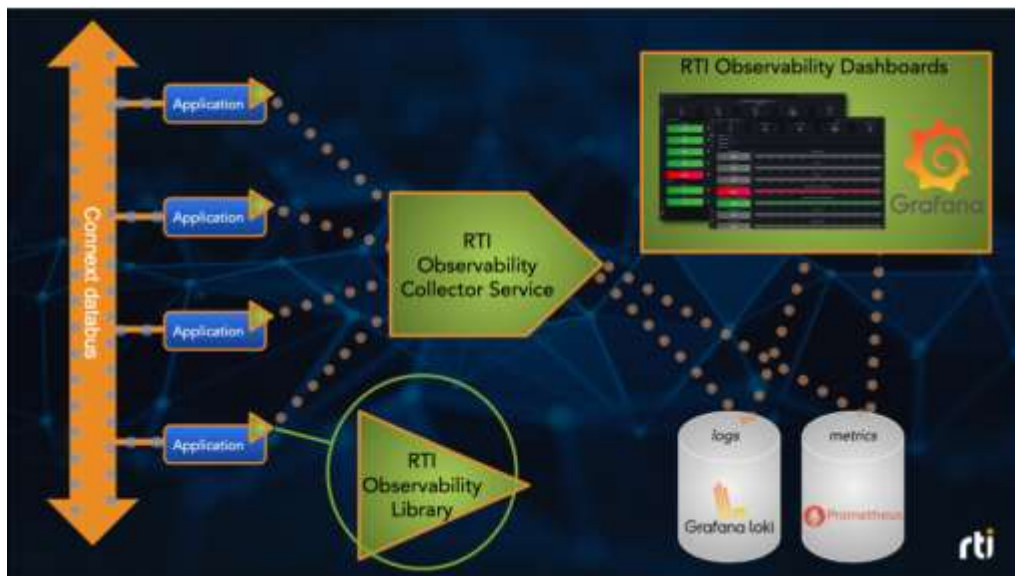 RTI Observability Dashboards
Grafana
Application
Application
Application
Application
Connext databus
RTI
Observability
Collector Service
RTI
Observability
Library
logs
Grafana loki
metrics
Prometheus
rti